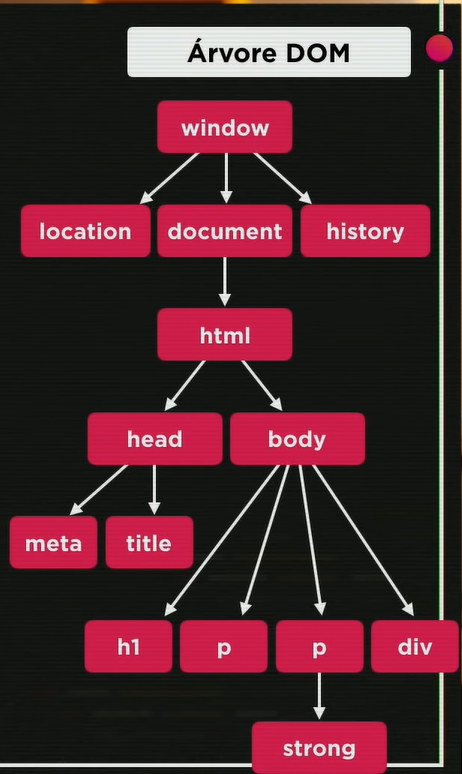 Árvore DOM
window
location
document
history
html
head
body
meta
title
h1
p
p
div
strong